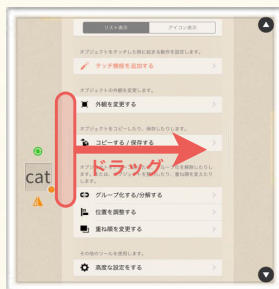 リスト表示 アイコン表示
オブジェクトをタッチした時に起きる動作を設定します。
タッチ機能を追加する
オブジェクトの外観を変更します。
外観を変更する
オブジェクトをコピーしたり、保存したりします。
コピーする / 保存する
ドラッグ
cat
グループ化する/分解する
位置を調整する
重ね順を変更する
その他のツールを使用します。
高度な設定をする